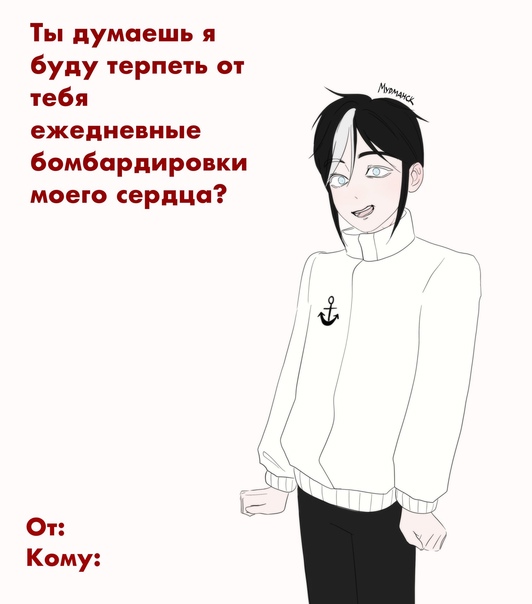 Ты думаешь я
буду терпеть от
тебя
ежедневные
бомбардировки
моего сердца?
Мурманск
От:
Кому: